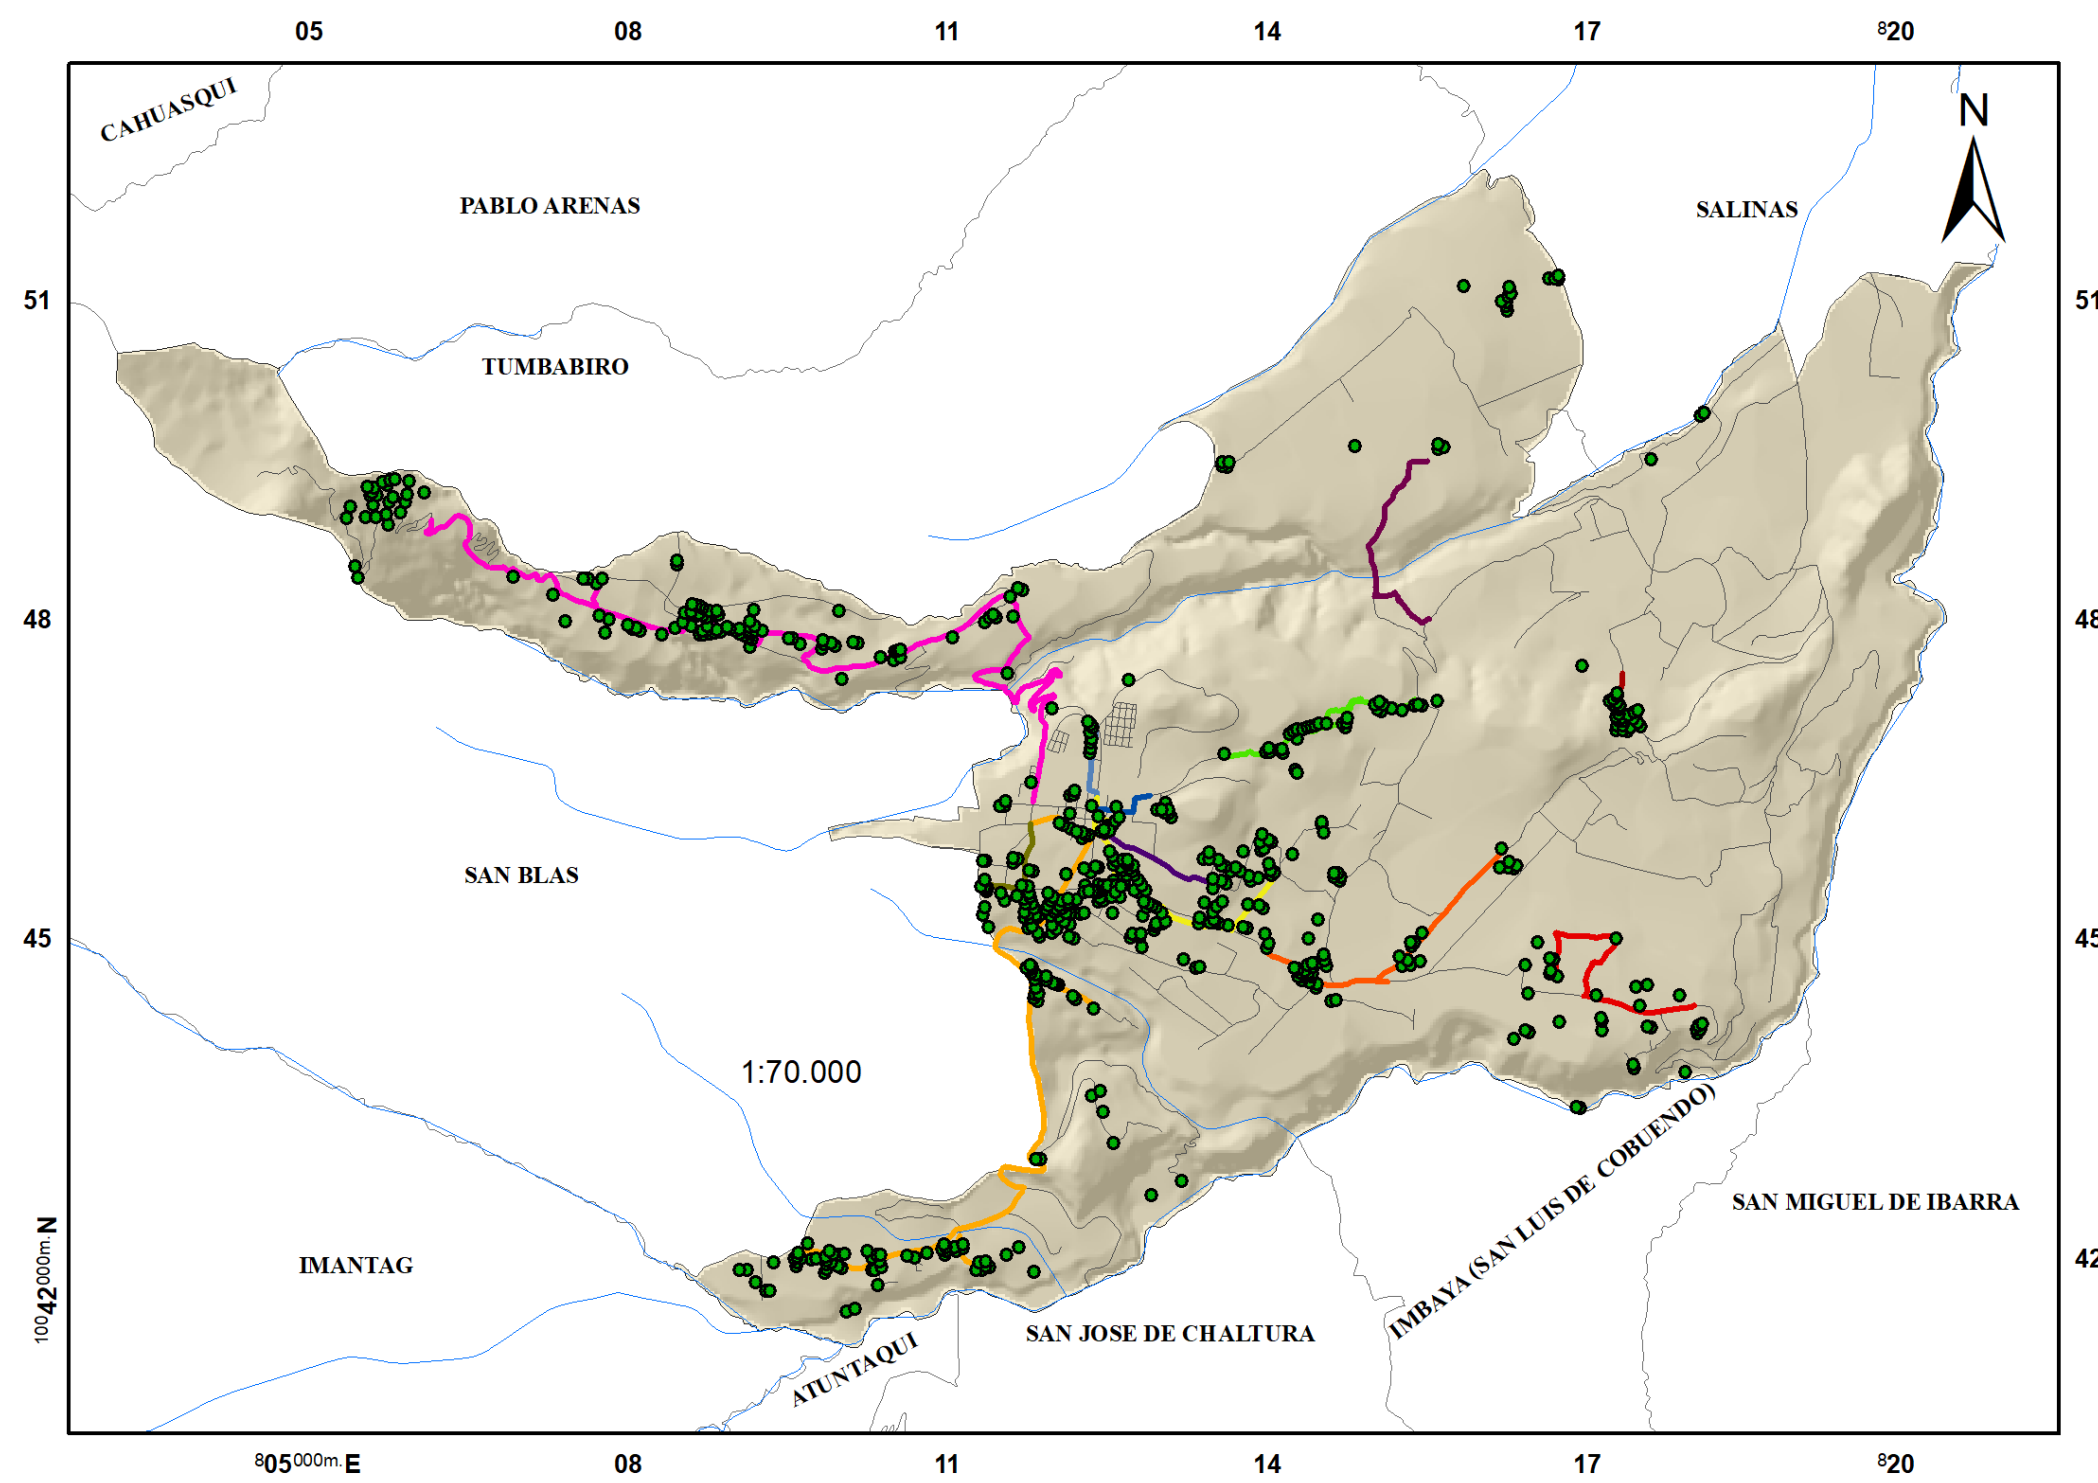 05 08 11 14 17 ⁸20
CAHUASQUI
N
PABLO ARENAS
SALINAS
51 51
TUMBABIRO
48 48
SAN BLAS
45 45
1:70.000
IMBAYA (SAN LUIS DE COBUENDO)
SAN MIGUEL DE IBARRA
¹⁰⁰42⁰⁰⁰ᵐ·N
IMANTAG
42
SAN JOSE DE CHALTURA
ATUNTAQUI
⁸05⁰⁰⁰ᵐ·E 08 11 14 17 ⁸20